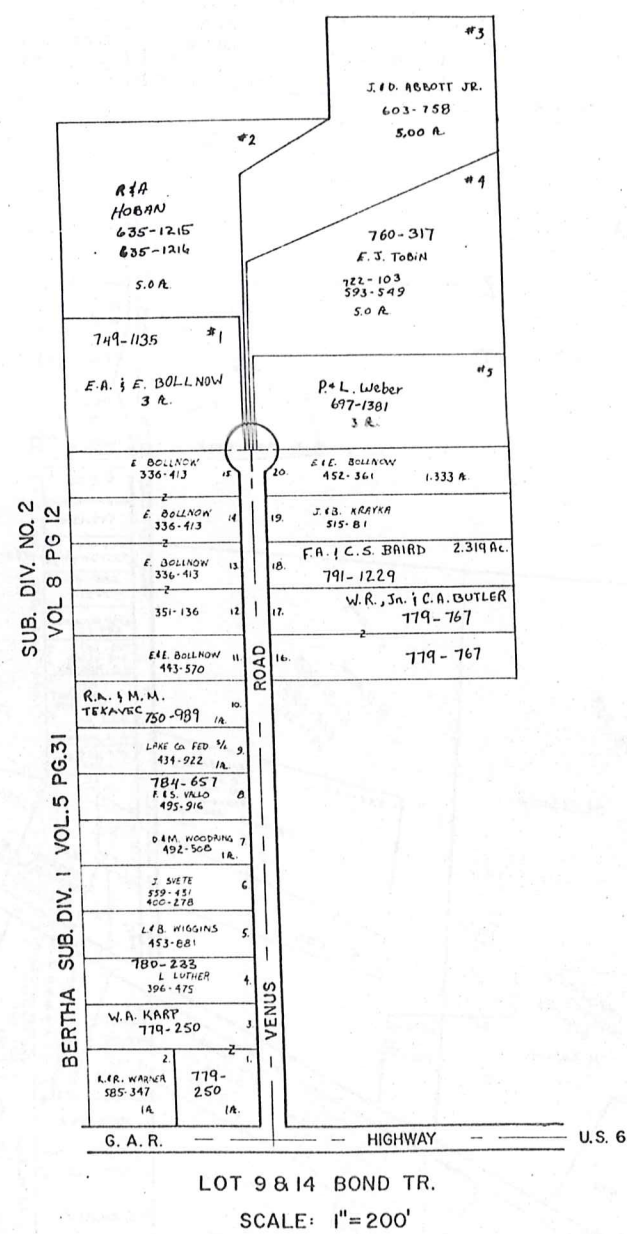 #3
J. & D. ABBOTT JR.
603-758
5.00 A.
#2
R & A
HOBAN
635-1215
635-1216
5.0 A.
#4
760-317
E. J. TOBIN
722-103
593-549
5.0 A.
749-1135 #1
E.A. & E. BOLLNOW
3 A.
#5
P. & L. Weber
697-1381
3 A.
E BOLLNOW 15
336-413
2
20. E & E. BOLLNOW
452-361 1.333 A.
E. BOLLNOW 14
336-413
2
19. J. & B. KRAYKA
515-81
E. BOLLNOW 13
336-413
2
18. F.A. & C.S. BAIRD 2.319 Ac.
791-1229
351-136 12
17. W.R., Jr. & C.A. BUTLER
779-767
2
E & E. BOLLNOW 11.
443-570
16. 779-767
R.A. & M.M.
TEKAVEC 750-989 10.
1A.
LAKE CO FED S/L 9.
434-922 1A.
784-657
F. & S. VALLO 8
495-916
D & M. WOODRING 7
492-508
1A.
J. SVETE 6
559-431
400-278
L & B. WIGGINS
453-881 5.
780-233
L LUTHER 4.
396-475
W.A. KARP
779-250 3.
2
2.
R. & R. WARNER
585-347
1A
1.
779-
250
1A.
SUB. DIV. NO. 2
VOL 8 PG 12
BERTHA SUB. DIV. 1 VOL. 5 PG. 31
VENUS ROAD
G. A. R. HIGHWAY U.S. 6
LOT 9 & 14 BOND TR.
SCALE: 1"=200'